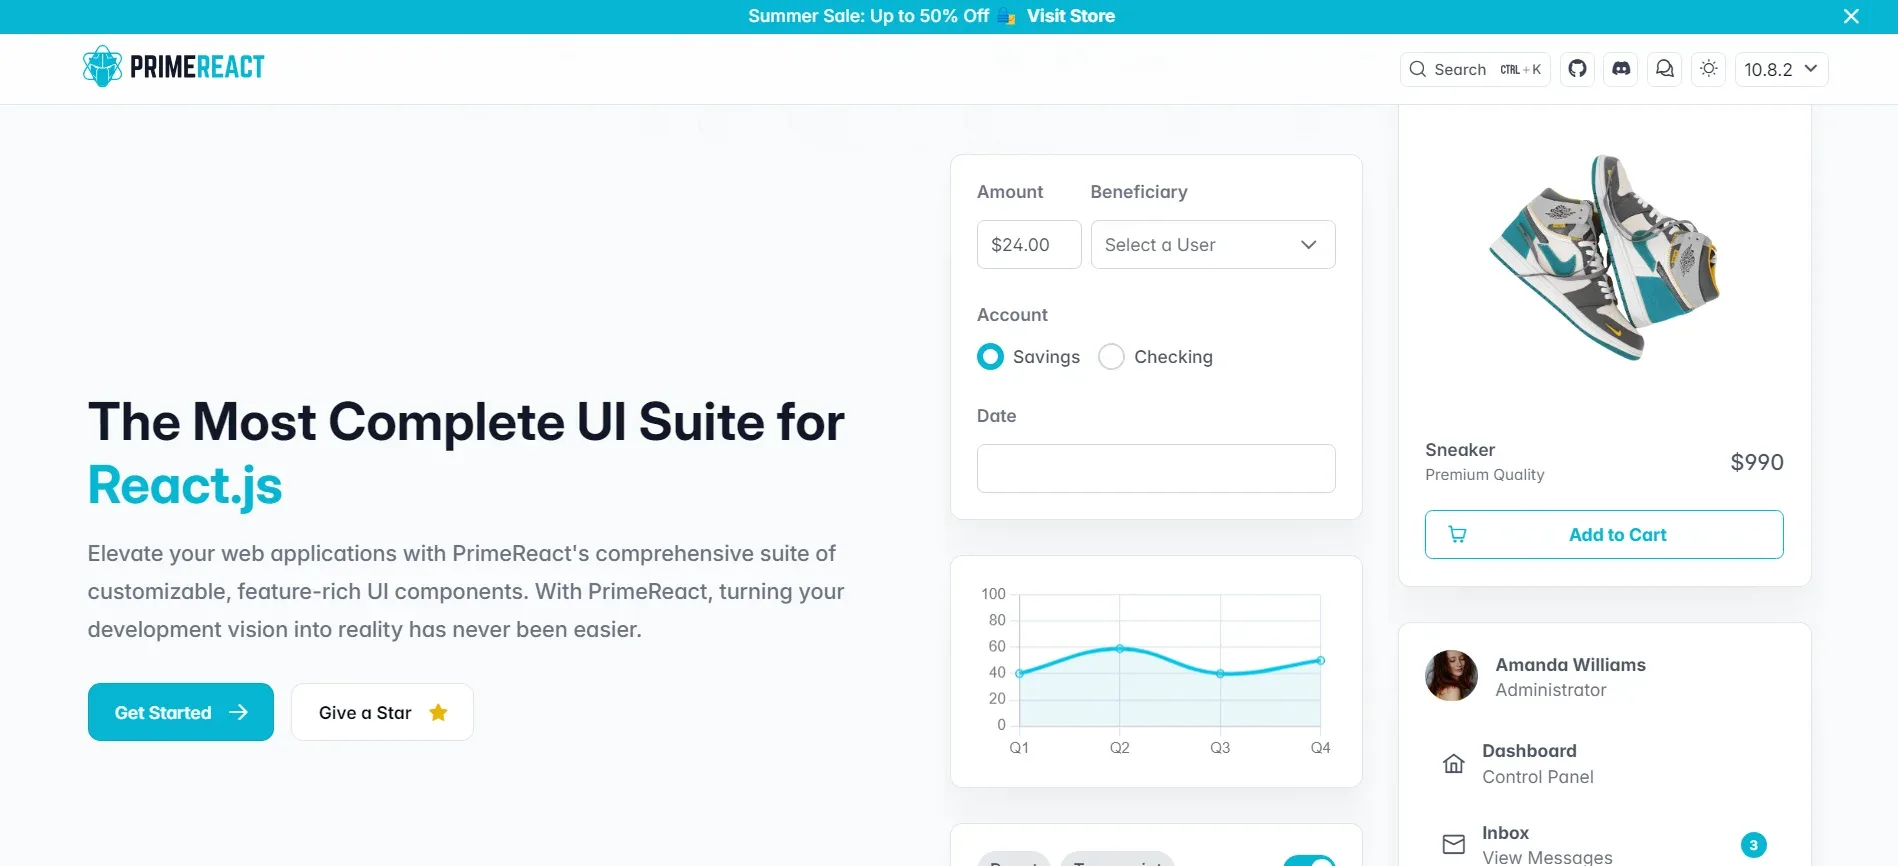 Summer Sale: Up to 50% Off Visit Store
PRIMEREACT
Search CTRL+K
10.8.2
The Most Complete UI Suite for
React.js
Elevate your web applications with PrimeReact's comprehensive suite of
customizable, feature-rich UI components. With PrimeReact, turning your
development vision into reality has never been easier.
Get Started
Give a Star
Amount Beneficiary
$24.00 Select a User
Account
Savings Checking
Date
100
80
60
40
20
0
Q1 Q2 Q3 Q4
Sneaker
Premium Quality
$990
Add to Cart
Amanda Williams
Administrator
Dashboard
Control Panel
Inbox
View Messages
3